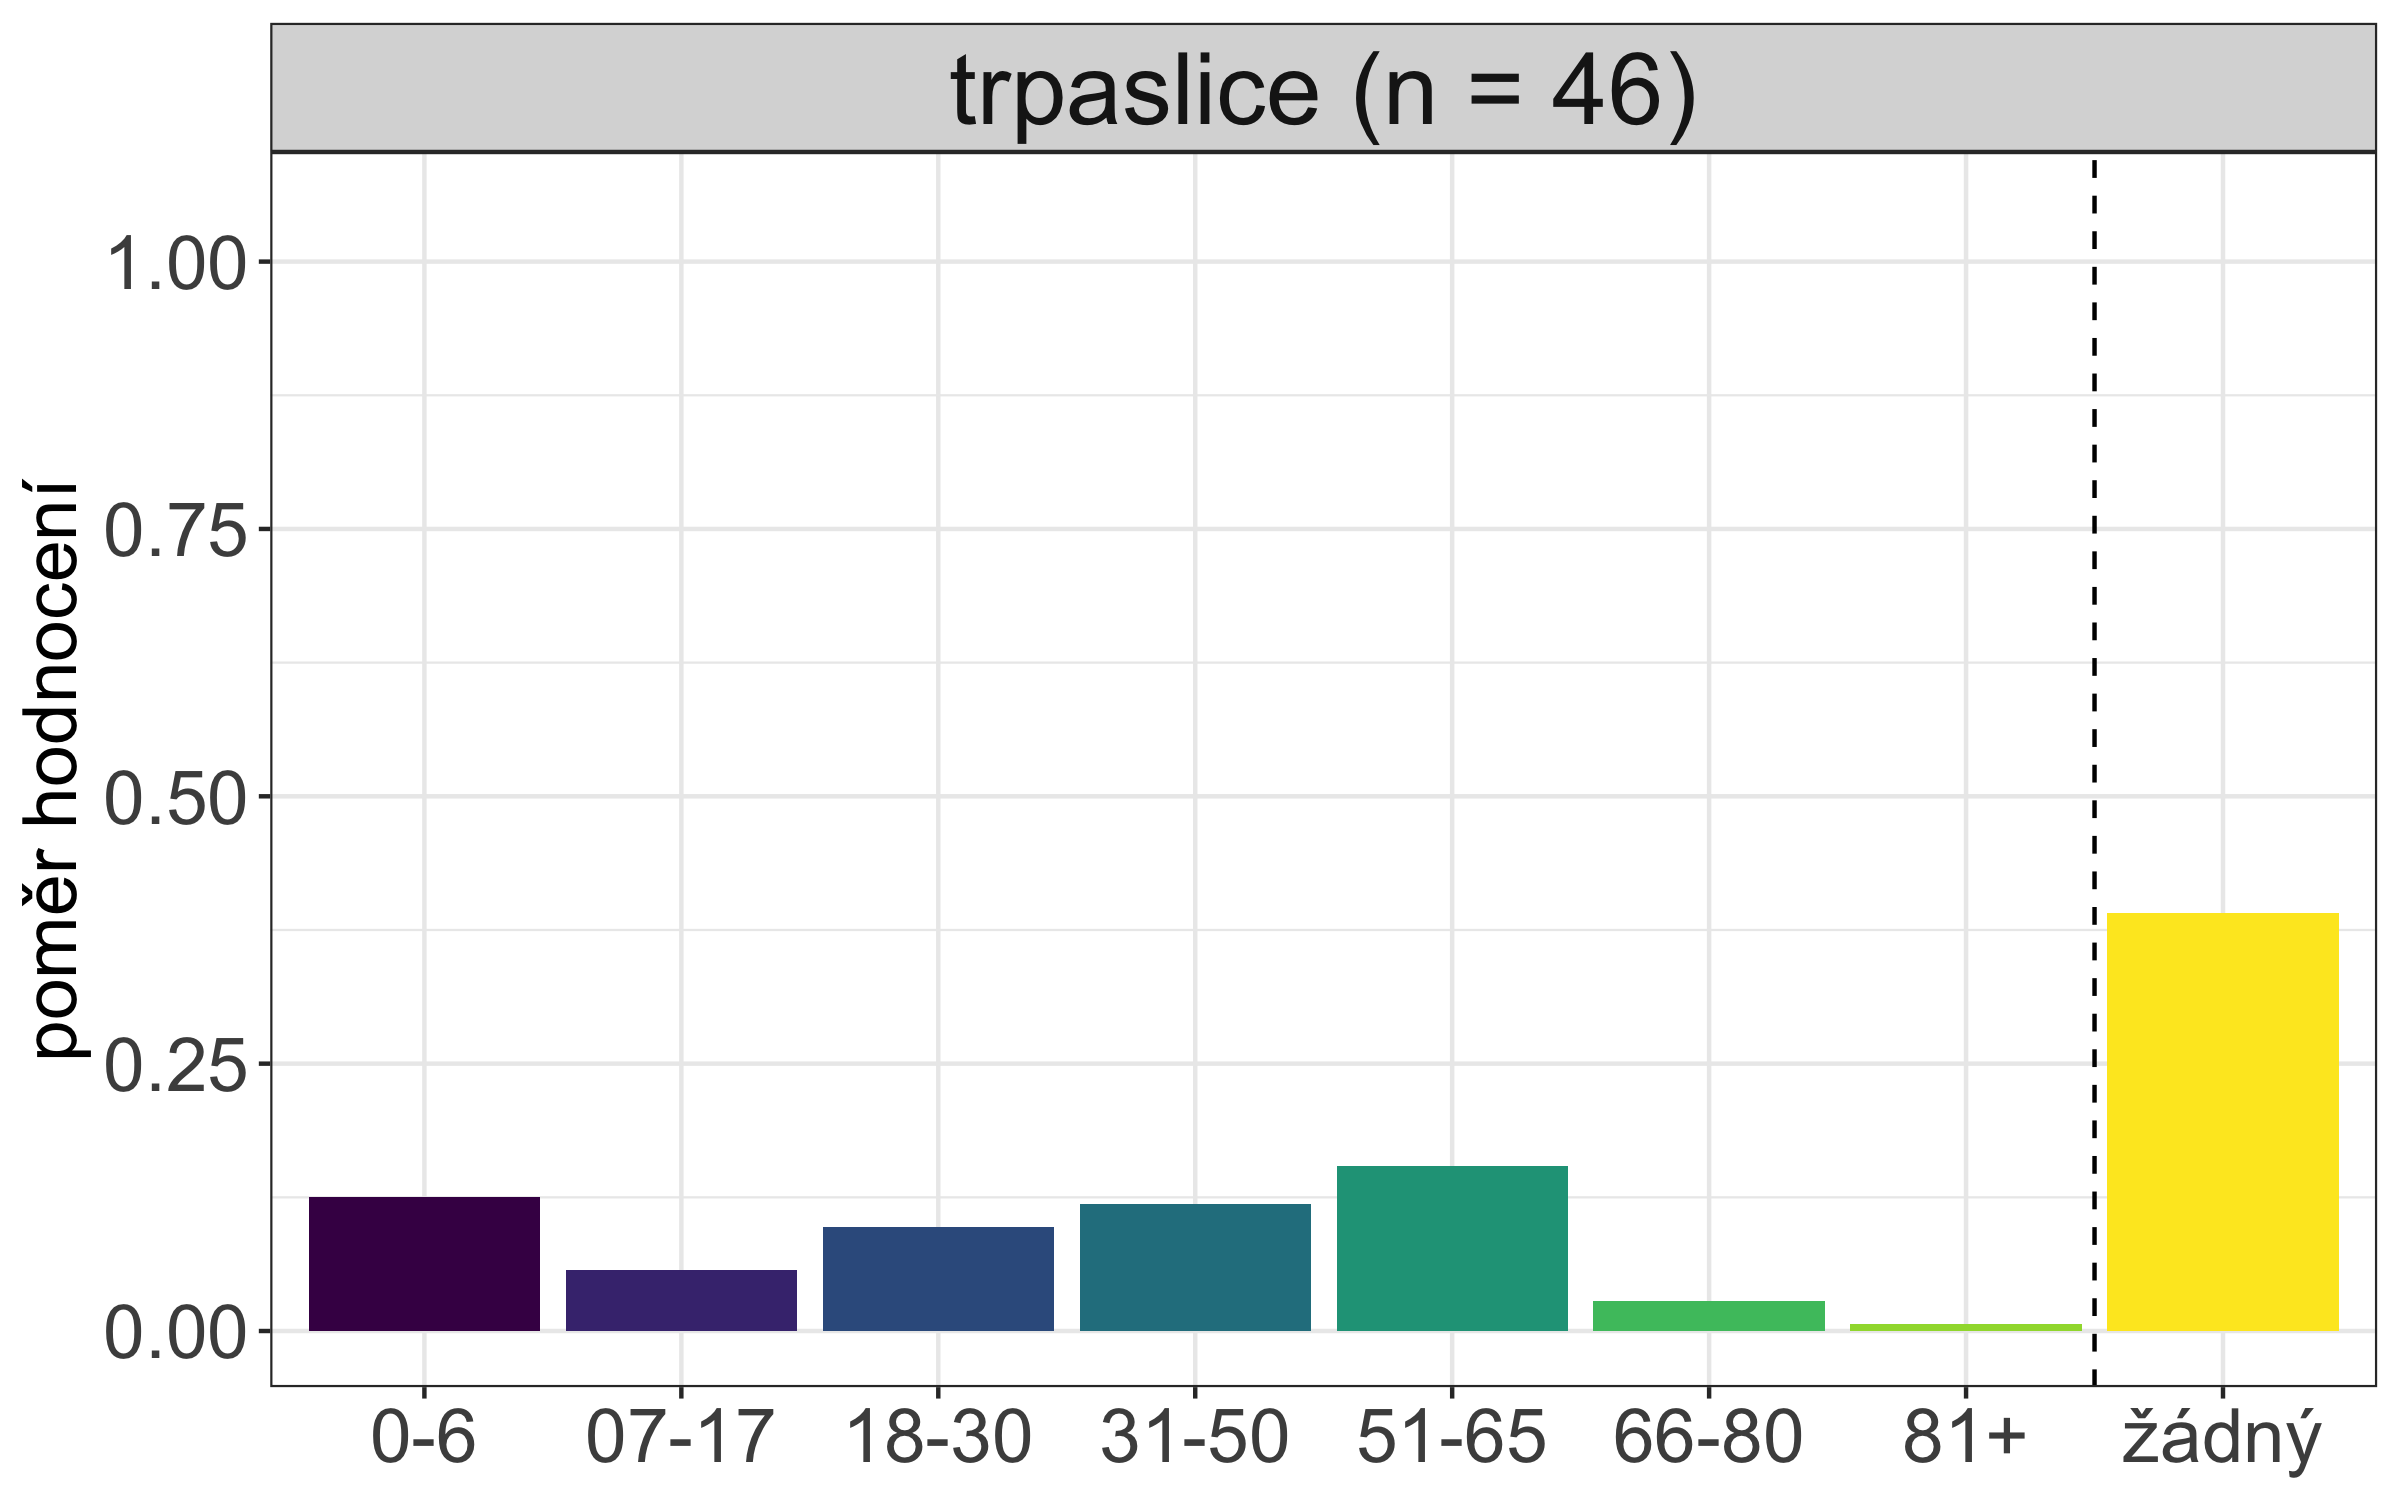 trpaslice (n = 46)
poměr hodnocení
1.00
0.75
0.50
0.25
0.00
0-6 07-17 18-30 31-50 51-65 66-80 81+ žádný